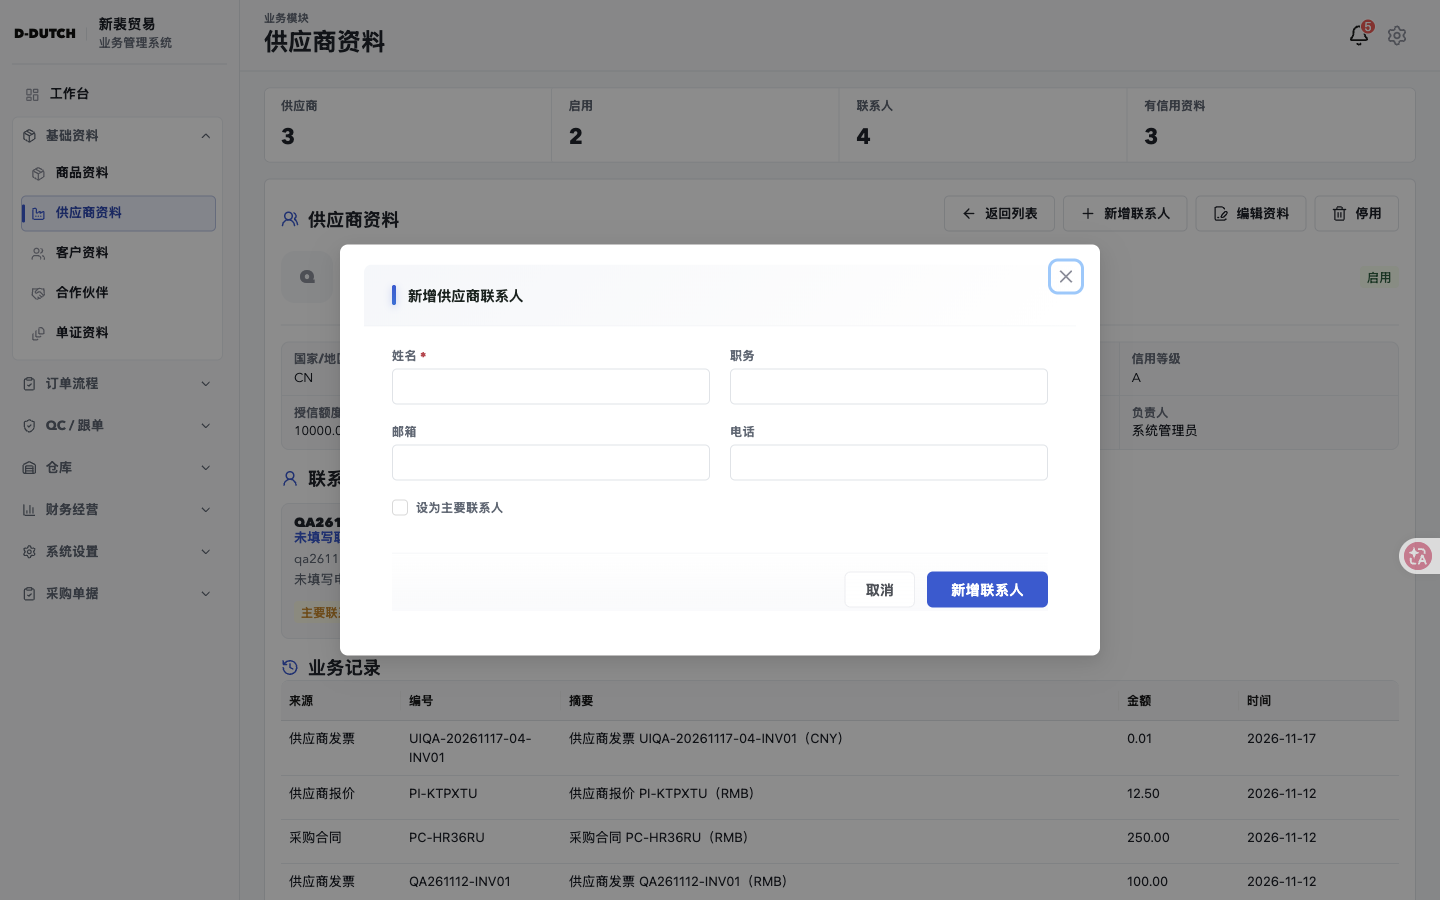 D-DUTCH
新裴贸易
业务管理系统
工作台
基础资料
商品资料
供应商资料
客户资料
合作伙伴
单证资料
订单流程
QC / 跟单
仓库
财务经营
系统设置
采购单据
业务模块
供应商资料
5
供应商
3
启用
2
联系人
4
有信用资料
3
供应商资料
返回列表
新增联系人
编辑资料
停用
Q
启用
国家/地
CN
信用等级
A
授信额度
10000.0
负责人
系统管理员
联系
QA261
未填写
qa2611
未填写
主要联
新增供应商联系人
姓名 *
职务
邮箱
电话
设为主要联系人
取消
新增联系人
业务记录
来源
编号
摘要
金额
时间
供应商发票
UIQA-20261117-04-
INV01
供应商发票 UIQA-20261117-04-INV01（CNY）
0.01
2026-11-17
供应商报价
PI-KTPXTU
供应商报价 PI-KTPXTU（RMB）
12.50
2026-11-12
采购合同
PC-HR36RU
采购合同 PC-HR36RU（RMB）
250.00
2026-11-12
供应商发票
QA261112-INV01
供应商发票 QA261112-INV01（RMB）
100.00
2026-11-12